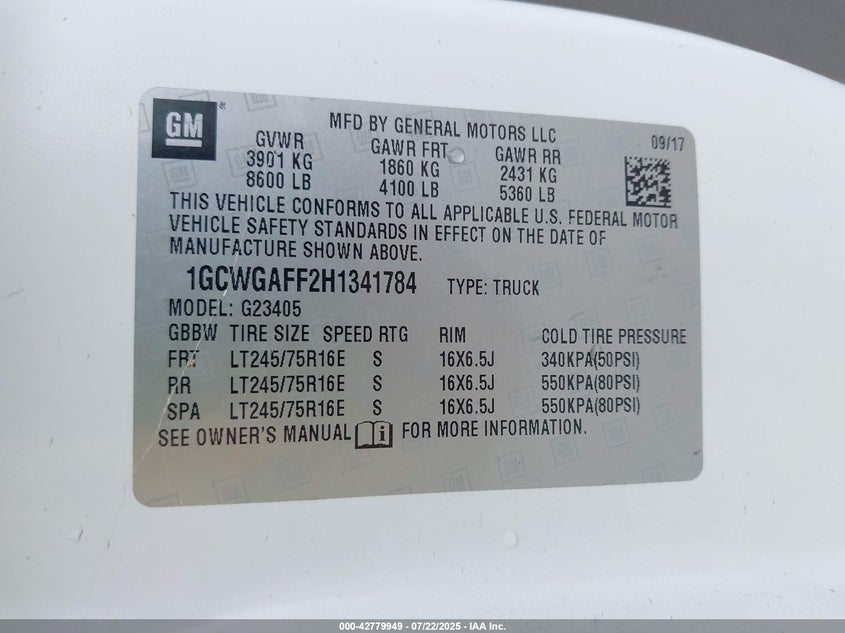 GM ®
MFD BY GENERAL MOTORS LLC
09/17
GVWR GAWR FRT GAWR RR
3901 KG 1860 KG 2431 KG
8600 LB 4100 LB 5360 LB
THIS VEHICLE CONFORMS TO ALL APPLICABLE U.S. FEDERAL MOTOR
VEHICLE SAFETY STANDARDS IN EFFECT ON THE DATE OF
MANUFACTURE SHOWN ABOVE.
1GCWGAFF2H1341784 TYPE: TRUCK
MODEL: G23405
GBBW TIRE SIZE SPEED RTG RIM COLD TIRE PRESSURE
FRT LT245/75R16E S 16X6.5J 340KPA(50PSI)
RR LT245/75R16E S 16X6.5J 550KPA(80PSI)
SPA LT245/75R16E S 16X6.5J 550KPA(80PSI)
SEE OWNER'S MANUAL i FOR MORE INFORMATION.
000-42779949 - 07/22/2025 - IAA Inc.